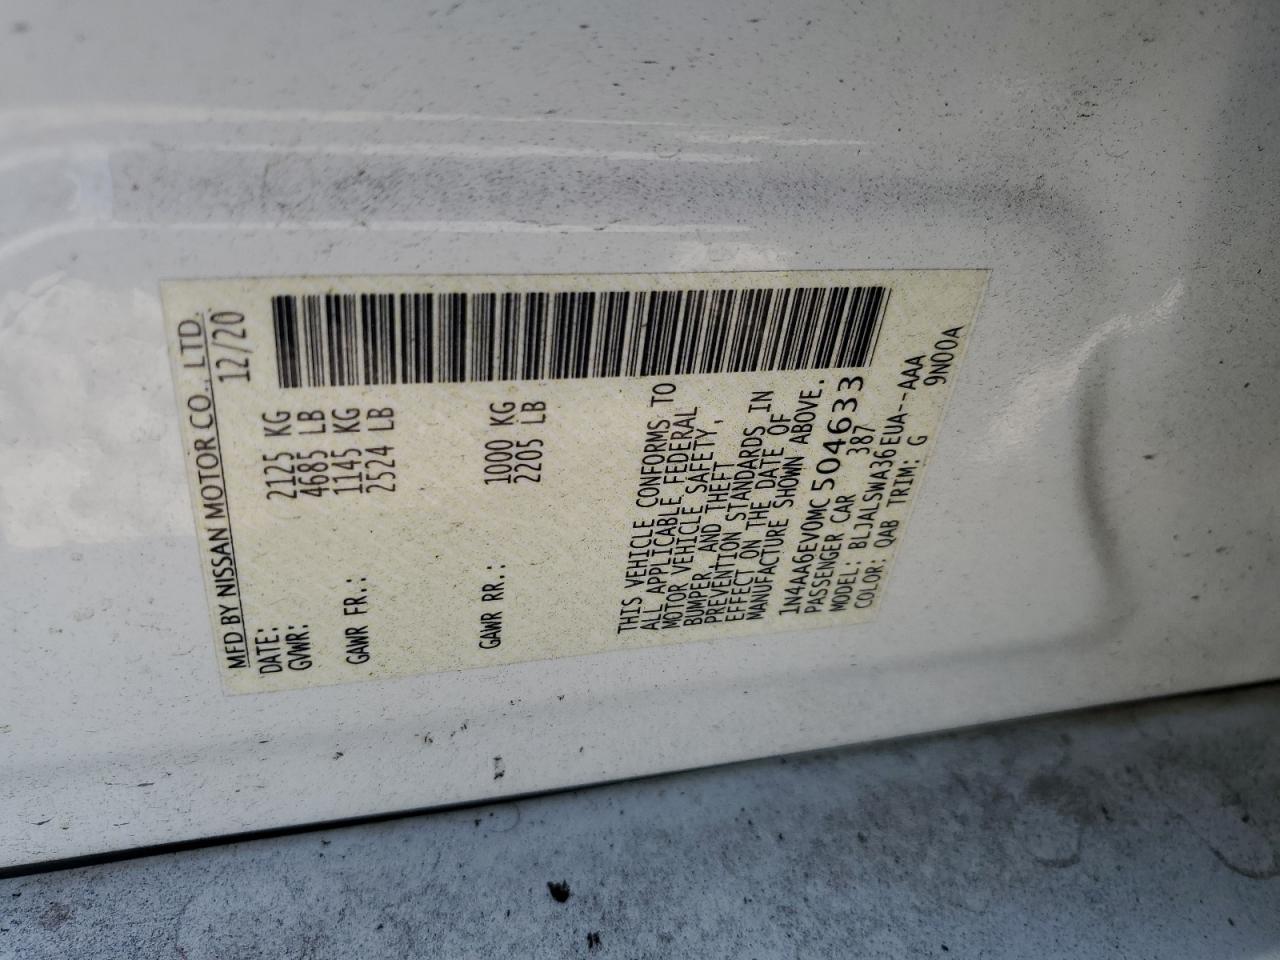 MFD BY NISSAN MOTOR CO., LTD.
DATE: 12/20
GVWR: 2125 KG
4685 LB
GAWR FR.: 1145 KG
2524 LB
GAWR RR.: 1000 KG
2205 LB
THIS VEHICLE CONFORMS TO
ALL APPLICABLE FEDERAL
MOTOR VEHICLE SAFETY,
BUMPER, AND THEFT
PREVENTION STANDARDS IN
EFFECT ON THE DATE OF
MANUFACTURE SHOWN ABOVE.
1N4AA6EV0MC504633
PASSENGER CAR 387
MODEL: BLJALSWA36EUA--AAA
COLOR: QAB TRIM: G 9N00A